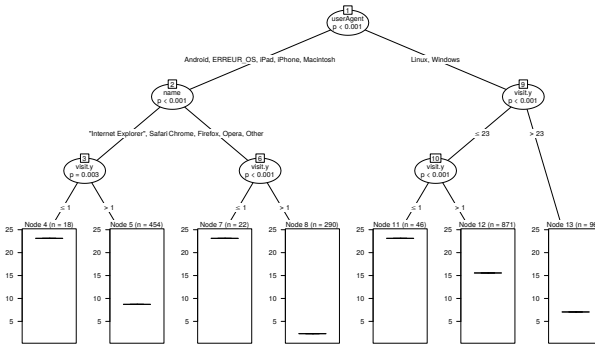 1
userAgent
p < 0.001
Android, ERREUR_OS, iPad, iPhone, Macintosh
Linux, Windows
2
name
p < 0.001
9
visit.y
p < 0.001
"Internet Explorer", Safari
Chrome, Firefox, Opera, Other
≤ 23
> 23
3
visit.y
p = 0.003
6
visit.y
p < 0.001
10
visit.y
p < 0.001
≤ 1
> 1
≤ 1
> 1
≤ 1
> 1
Node 4 (n = 18)
5
10
15
20
25
Node 5 (n = 454)
5
10
15
20
25
Node 7 (n = 22)
5
10
15
20
25
Node 8 (n = 290)
5
10
15
20
25
Node 11 (n = 46)
5
10
15
20
25
Node 12 (n = 871)
5
10
15
20
25
Node 13 (n = 96
5
10
15
20
25